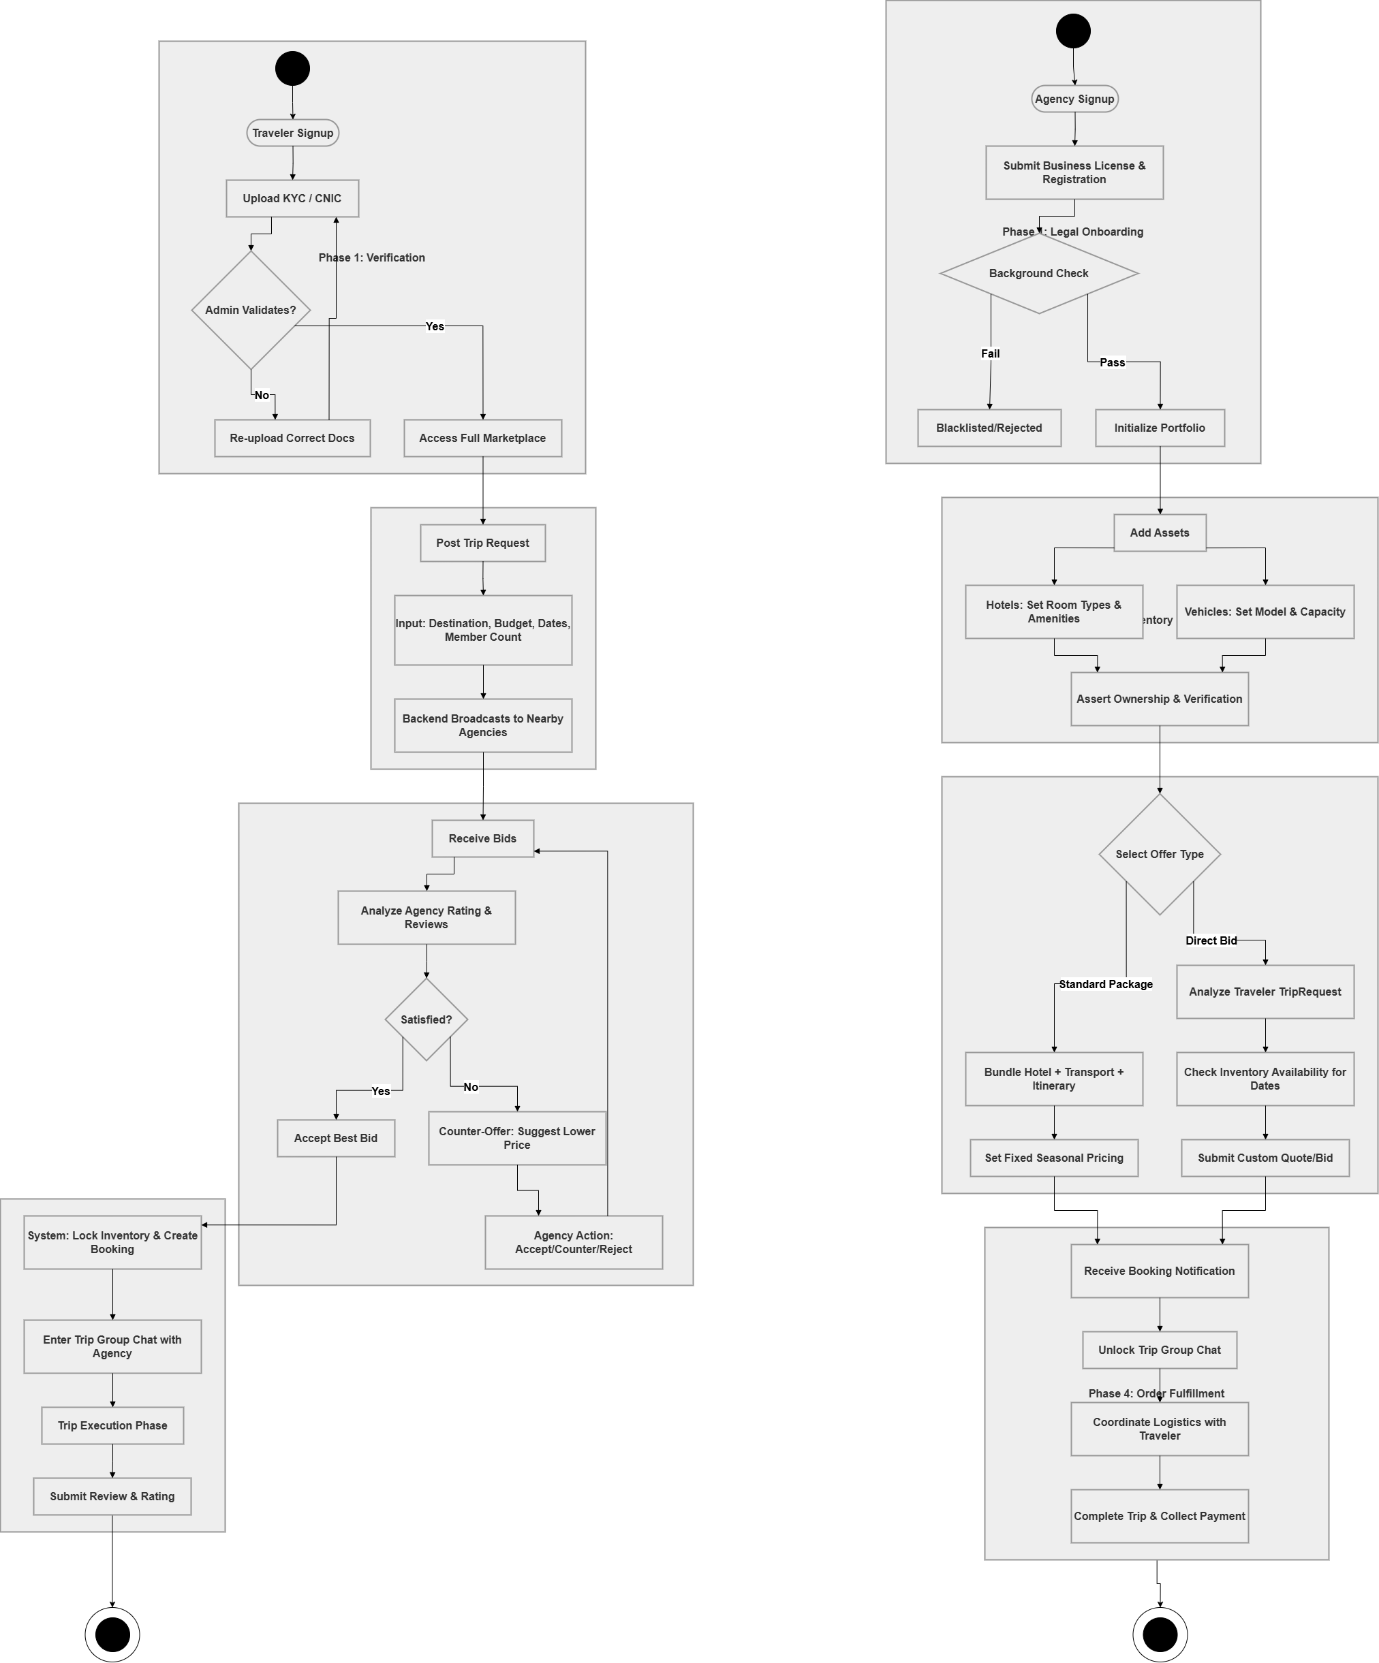 Traveler Signup
Upload KYC / CNIC
Phase 1: Verification
Admin Validates?
Yes
No
Re-upload Correct Docs
Access Full Marketplace
Post Trip Request
Input: Destination, Budget, Dates,
Member Count
Backend Broadcasts to Nearby
Agencies
Receive Bids
Analyze Agency Rating &
Reviews
Satisfied?
Yes
No
Accept Best Bid
Counter-Offer: Suggest Lower
Price
Agency Action:
Accept/Counter/Reject
System: Lock Inventory & Create
Booking
Enter Trip Group Chat with
Agency
Trip Execution Phase
Submit Review & Rating
Agency Signup
Submit Business License &
Registration
Phase 1: Legal Onboarding
Background Check
Fail
Pass
Blacklisted/Rejected
Initialize Portfolio
Add Assets
Hotels: Set Room Types &
Amenities
entory
Vehicles: Set Model & Capacity
Assert Ownership & Verification
Select Offer Type
Direct Bid
Standard Package
Analyze Traveler TripRequest
Bundle Hotel + Transport +
Itinerary
Check Inventory Availability for
Dates
Set Fixed Seasonal Pricing
Submit Custom Quote/Bid
Receive Booking Notification
Unlock Trip Group Chat
Phase 4: Order Fulfillment
Coordinate Logistics with
Traveler
Complete Trip & Collect Payment